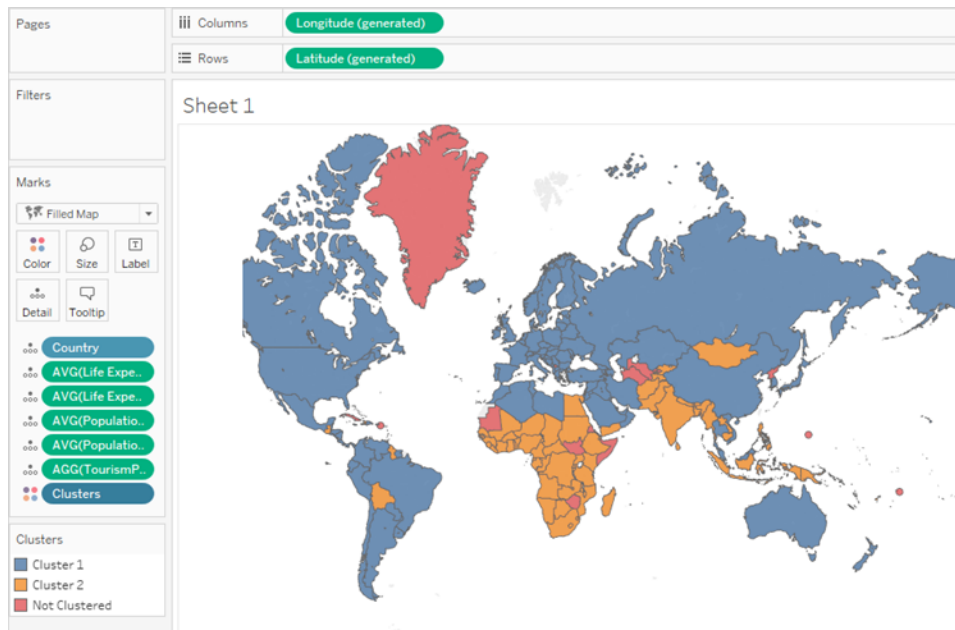 Pages
Columns
Longitude (generated)
Rows
Latitude (generated)
Filters
Sheet 1
Marks
Filled Map
Color
Size
Label
Detail
Tooltip
Country
AVG(Life Expe..
AVG(Life Expe..
AVG(Populatio..
AVG(Populatio..
AGG(TourismP..
Clusters
Clusters
Cluster 1
Cluster 2
Not Clustered